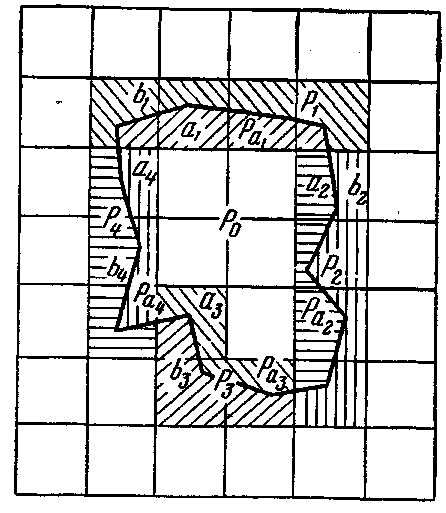 b₁ P₁
a₁ Pa₁
a₄ a₂ b₂
P₄ P₀
b₄ P₂
Pa₄ a₃ Pa₂
b₃ P₃ Pa₃